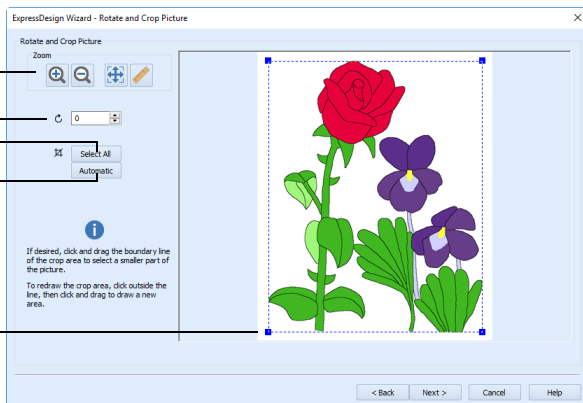 ExpressDesign Wizard - Rotate and Crop Picture
Rotate and Crop Picture
Zoom
0
Select All
Automatic
If desired, click and drag the boundary line
of the crop area to select a smaller part of
the picture.
To redraw the crop area, click outside the
line, then click and drag to draw a new
area.
< Back Next > Cancel Help